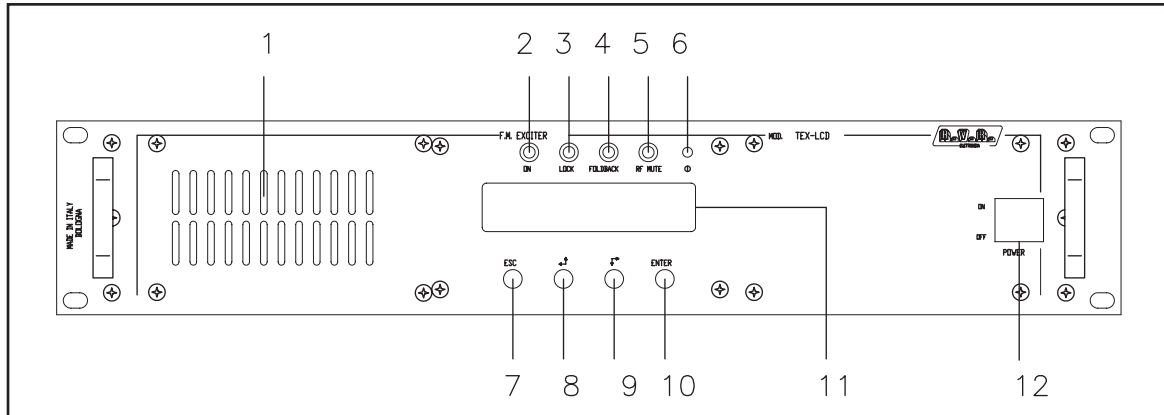 1 2 3 4 5 6
F.M. EXCITER MOD. TEX-LCD R.V.R.
ELETTRONICA
ON LOCK FOLDBACK RF MUTE
MADE IN ITALY
BOLOGNA
ON
OFF
POWER
ESC ENTER
7 8 9 10 11 12